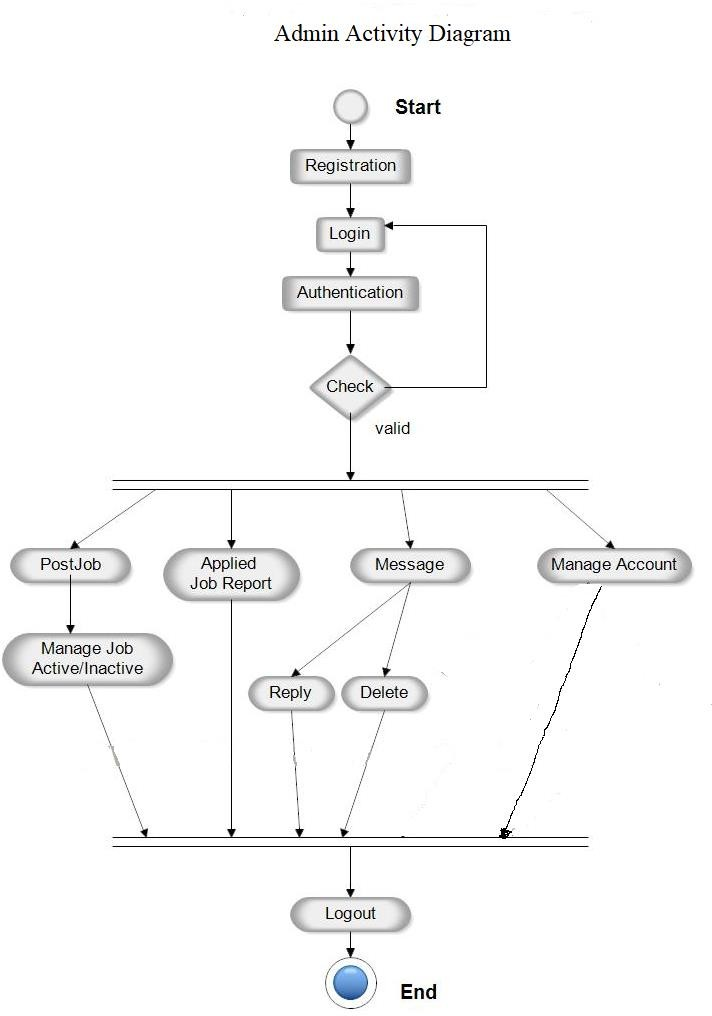 Admin Activity Diagram
Start
Registration
Login
Authentication
Check
valid
PostJob
Applied
Job Report
Message
Manage Account
Manage Job
Active/Inactive
Reply
Delete
Logout
End